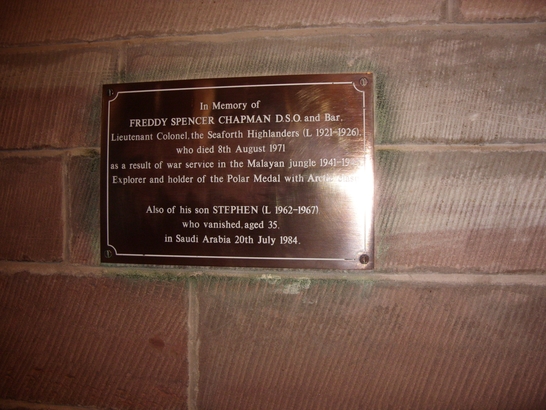 In Memory of
FREDDY SPENCER CHAPMAN D.S.O. and Bar.
Lieutenant Colonel, the Seaforth Highlanders (L 1921-1926),
who died 8th August 1971
as a result of war service in the Malayan jungle 1941-
Explorer and holder of the Polar Medal with
Also of his son STEPHEN (L 1962-1967)
who vanished, aged 35,
in Saudi Arabia 20th July 1984.